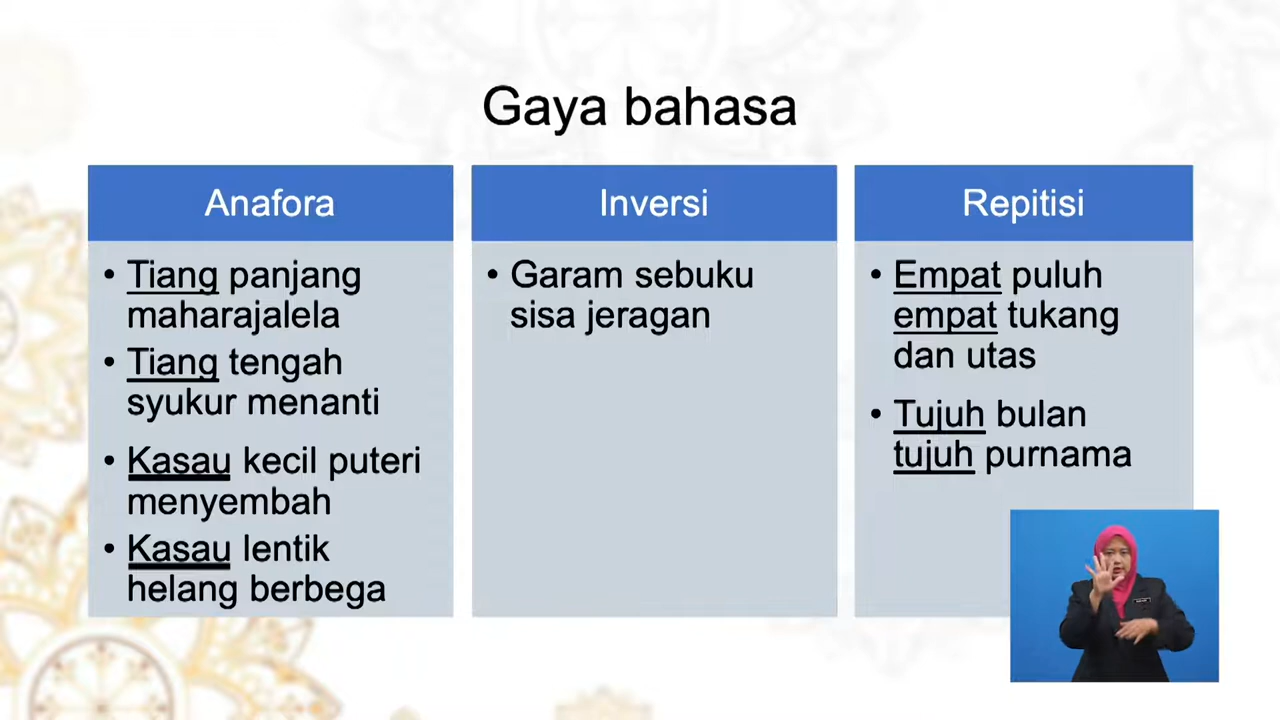 Gaya bahasa
Anafora
• Tiang panjang
maharajalela
• Tiang tengah
syukur menanti
• Kasau kecil puteri
menyembah
• Kasau lentik
helang berbega
Inversi
• Garam sebuku
sisa jeragan
Repitisi
• Empat puluh
empat tukang
dan utas
• Tujuh bulan
tujuh purnama